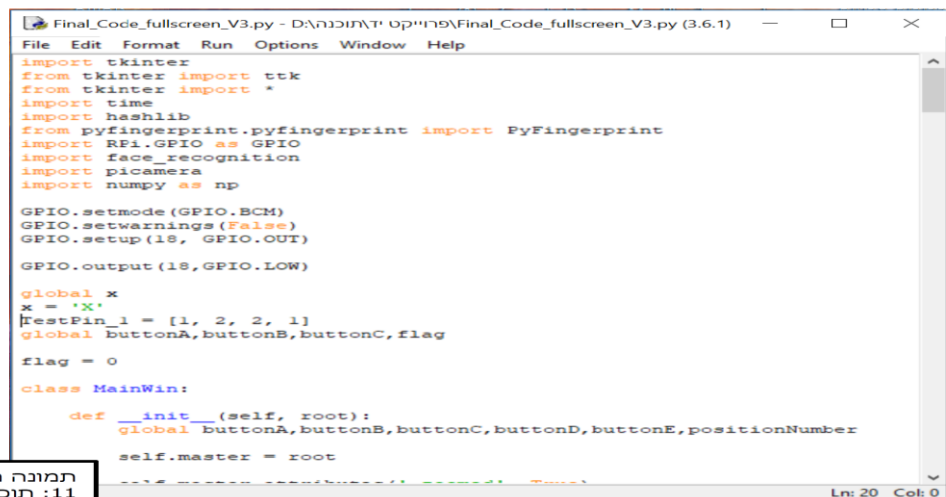 Final_Code_fullscreen_V3.py - D:\פרוייקט יד\תוכנה\Final_Code_fullscreen_V3.py (3.6.1)
File Edit Format Run Options Window Help
import tkinter
from tkinter import ttk
from tkinter import *
import time
import hashlib
from pyfingerprint.pyfingerprint import PyFingerprint
import RPi.GPIO as GPIO
import face_recognition
import picamera
import numpy as np
GPIO.setmode(GPIO.BCM)
GPIO.setwarnings(False)
GPIO.setup(18, GPIO.OUT)
GPIO.output(18,GPIO.LOW)
global x
x = 'X'
TestPin_1 = [1, 2, 2, 1]
global buttonA,buttonB,buttonC,flag
flag = 0
class MainWin:
def __init__(self, root):
global buttonA,buttonB,buttonC,buttonD,buttonE,positionNumber
self.master = root
תמונה
11:
Ln: 20 Col: 0